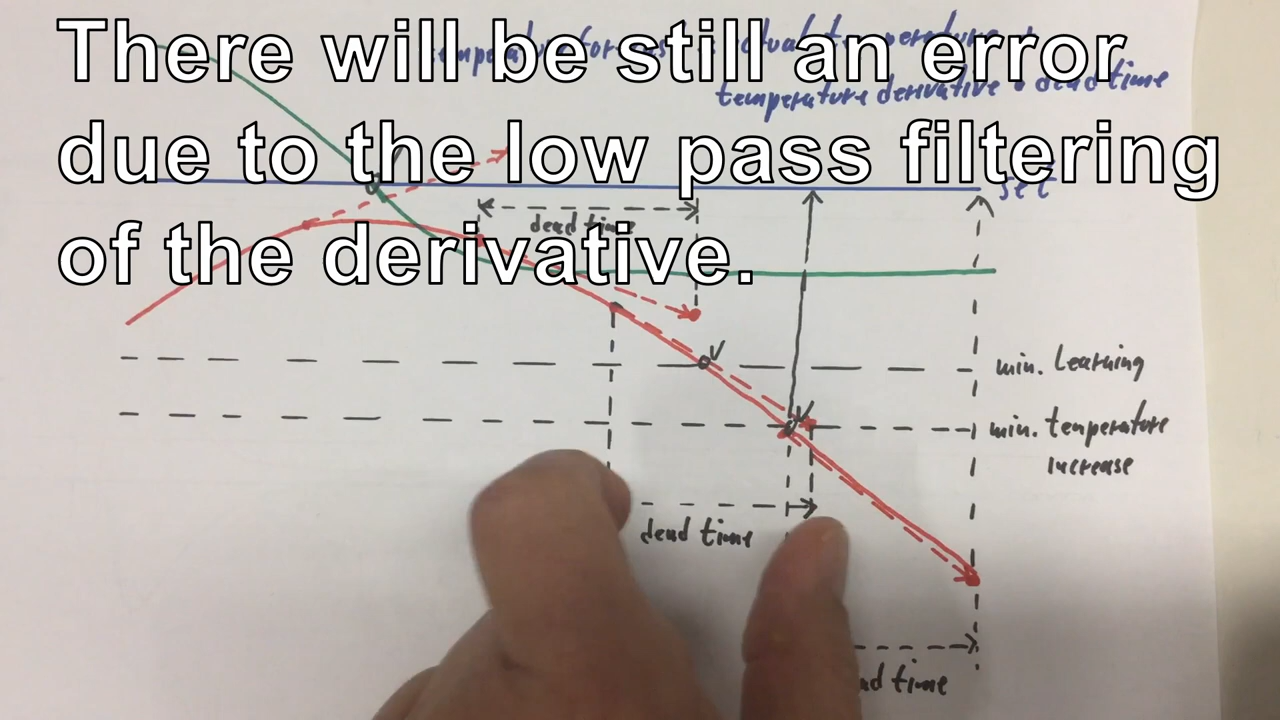 There will be still an error
due to the low pass filtering
of the derivative.
temperature derivative * dead time
set
dead time
min. Learning
min. temperature
increase
dead time
dead time